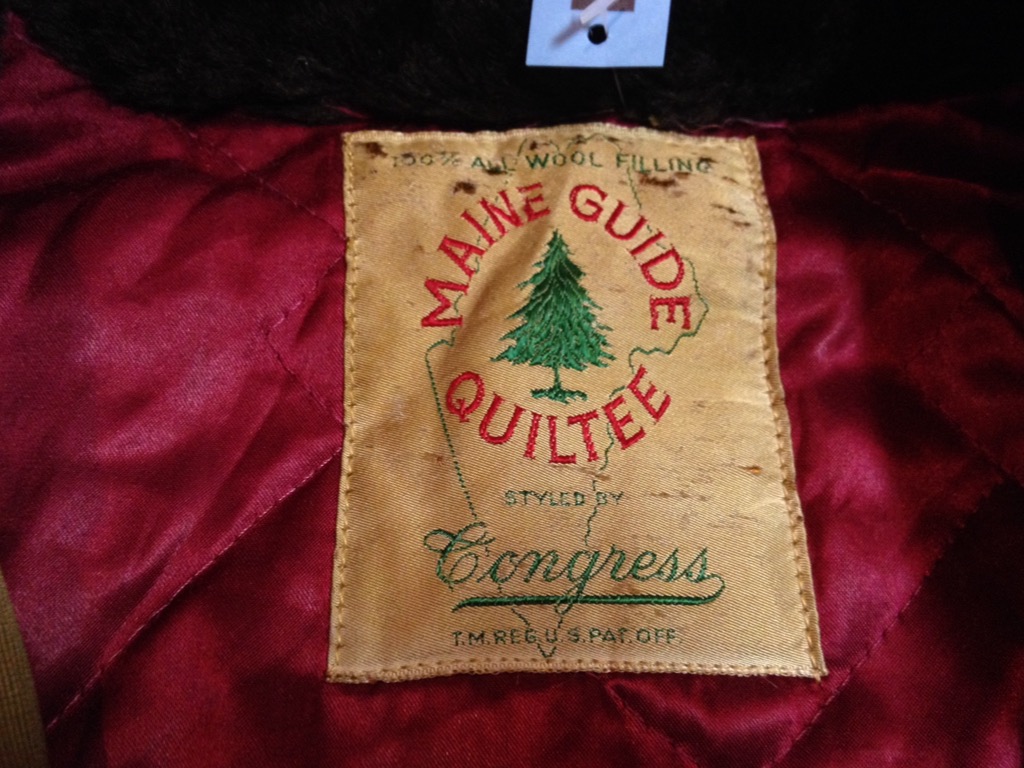 100% ALL WOOL FILLING
MAINE GUIDE
QUILTEE
STYLED BY
Congress
T.M. REG. U.S. PAT. OFF.